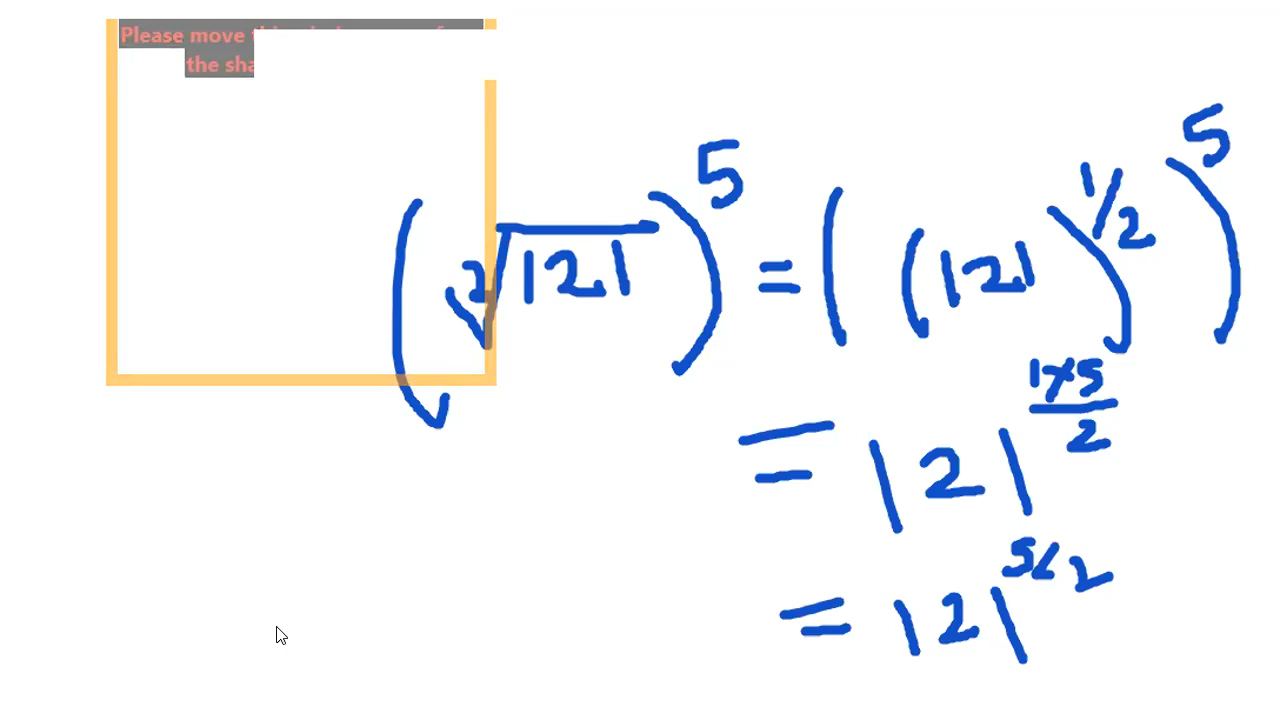 Please move
the sha
(²√121)⁵ = ((121)^1/2)⁵
= 121^(1×5/2)
= 121^5/2